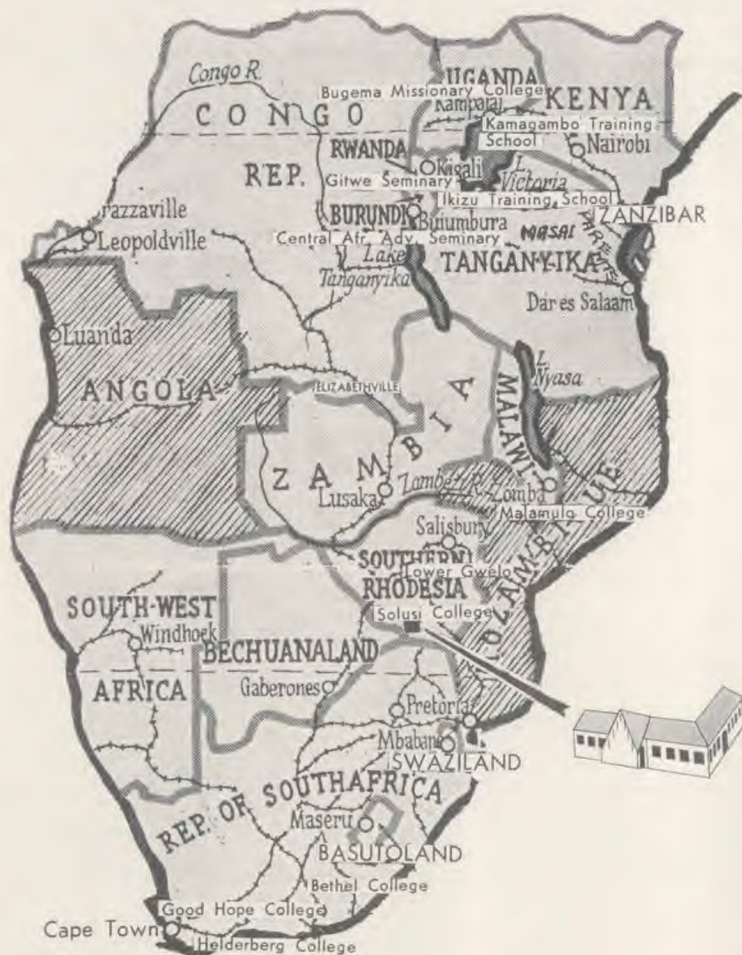 Congo R.
UGANDA
Bugema Missionary College
Kampala
CONGO
KENYA
Kamagambo Training
School
Nairobi
RWANDA
REP.
Kigali
L.
Victoria
Gitwe Seminary
Ikizu Training School
BURUNDI
Bujumbura
ZANZIBAR
razzaville
Leopoldville
Central Afr. Adv. Seminary
MASAI
PARE MTS
Lake
Tanganyika
TANGANYIKA
Dar es Salaam
Luanda
ANGOLA
ELIZABETHVILLE
L.
Nyasa
MALAWI
ZAMBIA
Lusaka
Zambezi R.
Zomba
Malamulo College
Salisbury
SOUTHERN
Lower Gwelo
RHODESIA
Solusi College
MOZAMBIQUE
SOUTH-WEST
Windhoek
AFRICA
BECHUANALAND
Gaberones
Pretoria
Mbabane
SWAZILAND
REP. OF SOUTH AFRICA
Maseru
BASUTOLAND
Bethel College
Good Hope College
Cape Town
Helderberg College